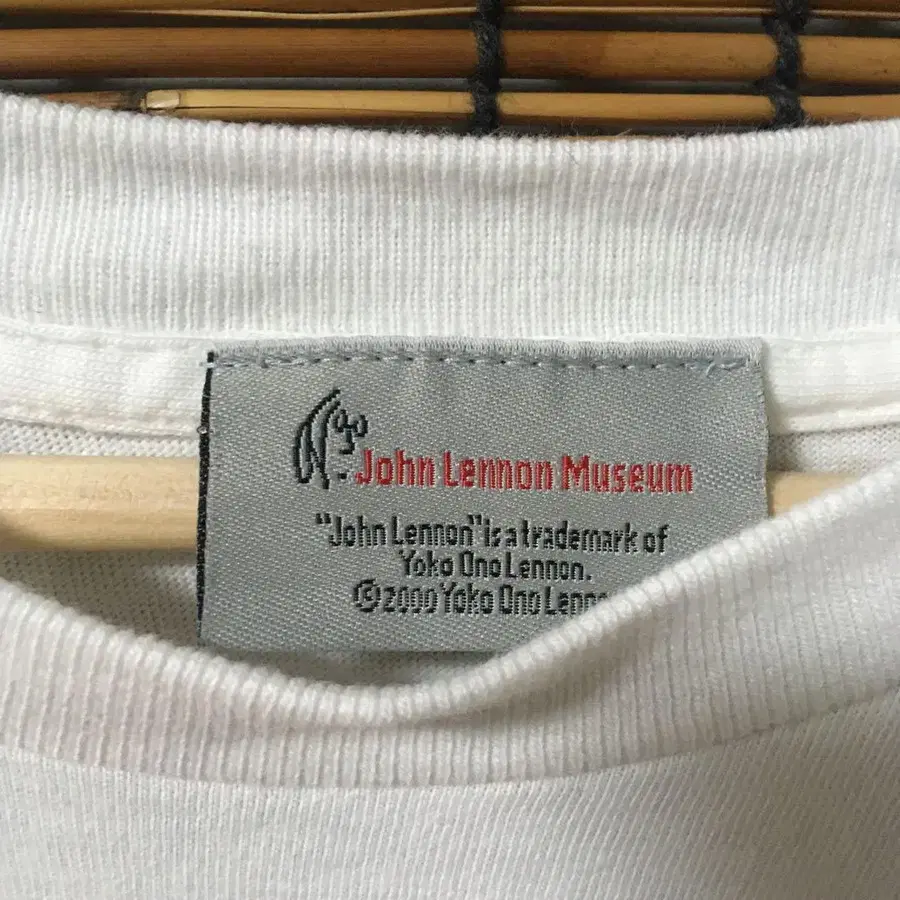 John Lennon Museum
"John Lennon" is a trademark of
Yoko Ono Lennon.
©2000 Yoko Ono